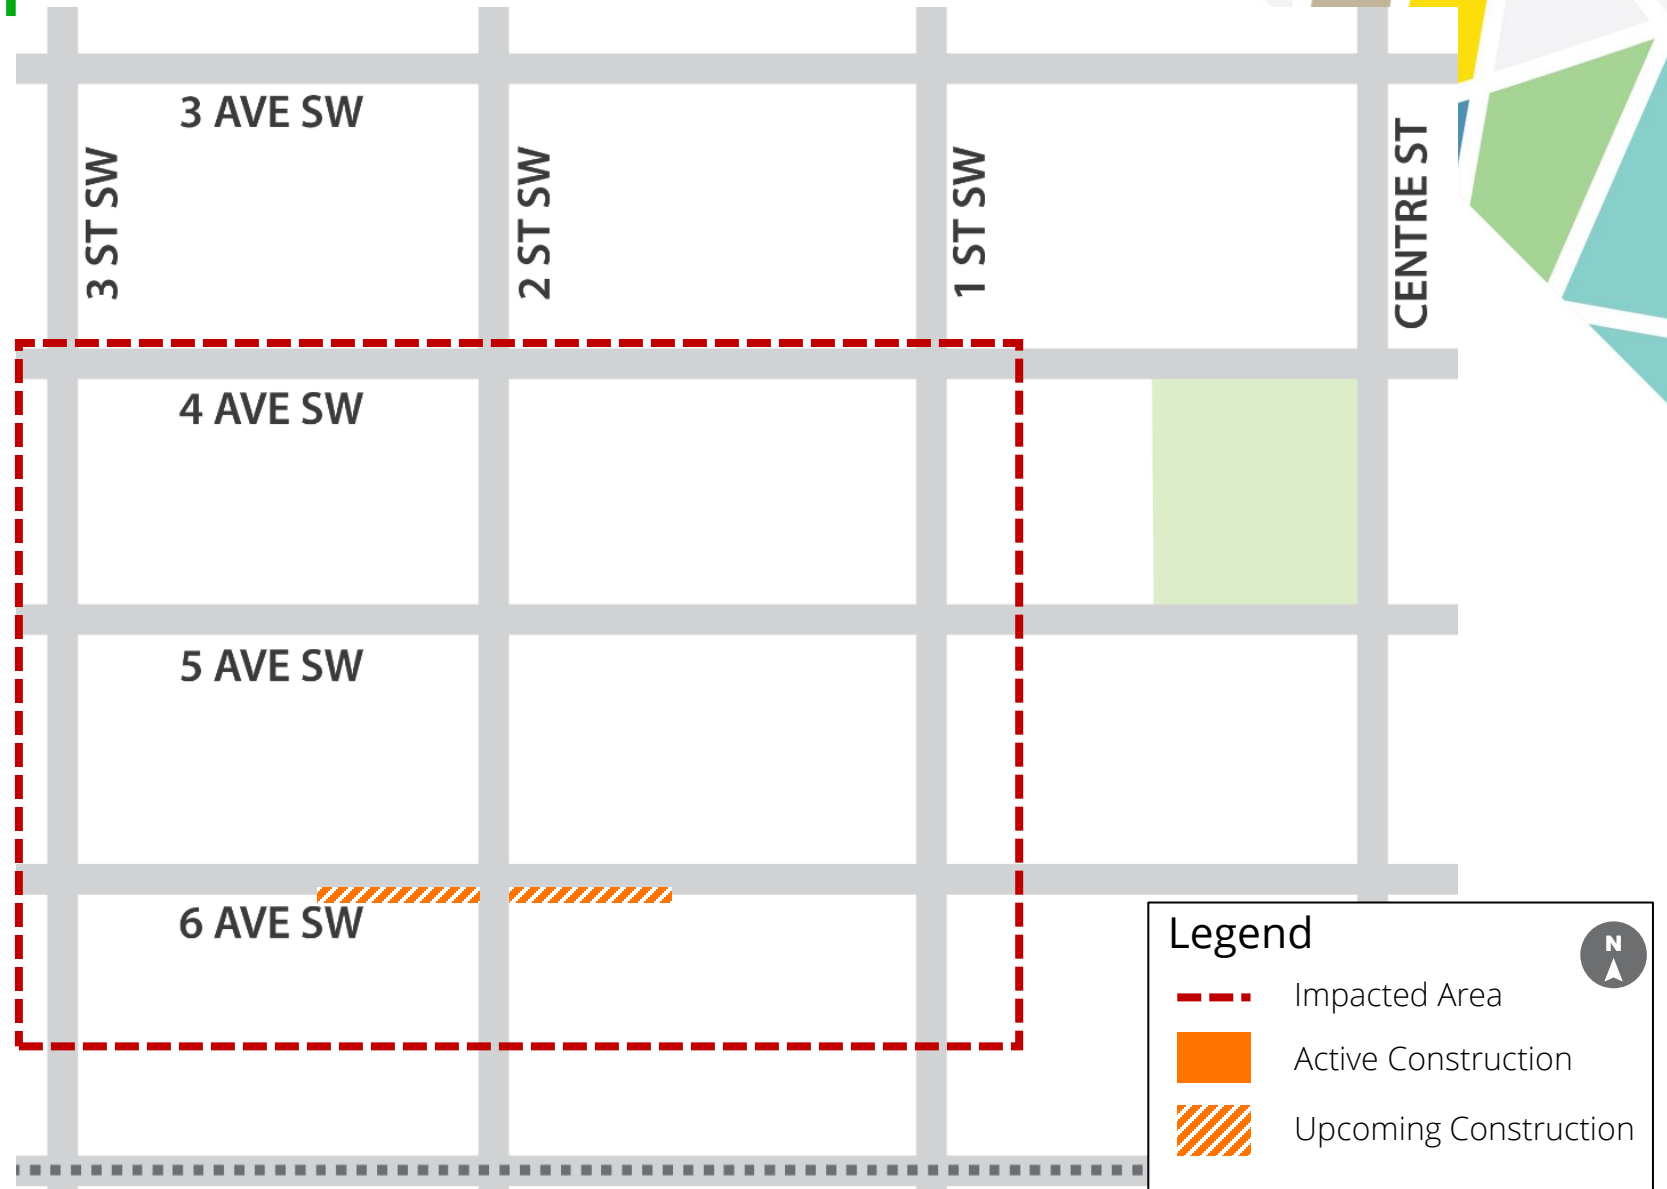 3 AVE SW
3 ST SW
2 ST SW
1 ST SW
CENTRE ST
4 AVE SW
5 AVE SW
6 AVE SW
Legend
N
Impacted Area
Active Construction
Upcoming Construction